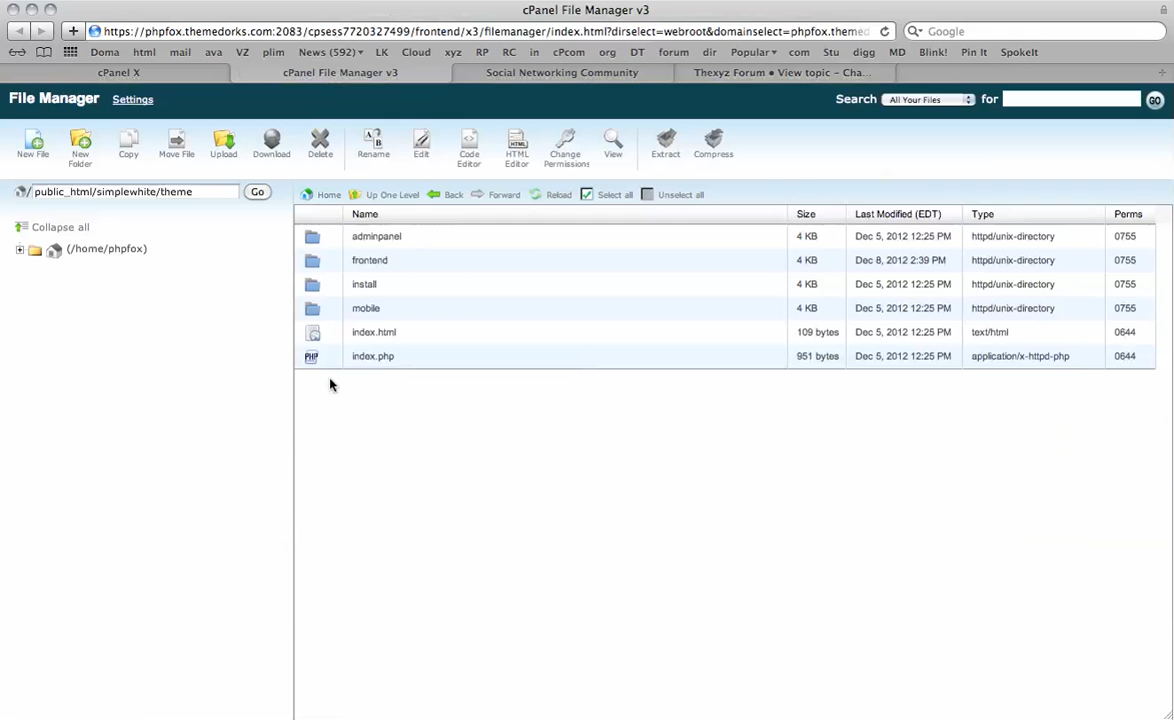 cPanel File Manager v3
https://phpfox.themedorks.com:2083/cpsess7720327499/frontend/x3/filemanager/index.html?dirselect=webroot&domainselect=phpfox.themed Google
Doma html mail ava VZ plim News (592)▾ LK Cloud xyz RP RC in cPcom org DT forum Popular▾ com Stu digg MD Blink! Pin It SpokeIt
cPanel X cPanel File Manager v3 Social Networking Community Thexyz Forum • View topic – Cha...
File Manager Settings Search All Your Files for GO
New File New Folder Copy Move File Upload Download Delete Rename Edit Code Editor HTML Editor Change Permissions View Extract Compress
/ public_html/simplewhite/theme Go Home Up One Level Back Forward Reload Select all Unselect all
Name Size Last Modified (EDT) Type Perms
Collapse all
(/home/phpfox)
adminpanel 4 KB Dec 5, 2012 12:25 PM httpd/unix-directory 0755
frontend 4 KB Dec 8, 2012 2:39 PM httpd/unix-directory 0755
install 4 KB Dec 5, 2012 12:25 PM httpd/unix-directory 0755
mobile 4 KB Dec 5, 2012 12:25 PM httpd/unix-directory 0755
index.html 109 bytes Dec 5, 2012 12:25 PM text/html 0644
PHP index.php 951 bytes Dec 5, 2012 12:25 PM application/x-httpd-php 0644